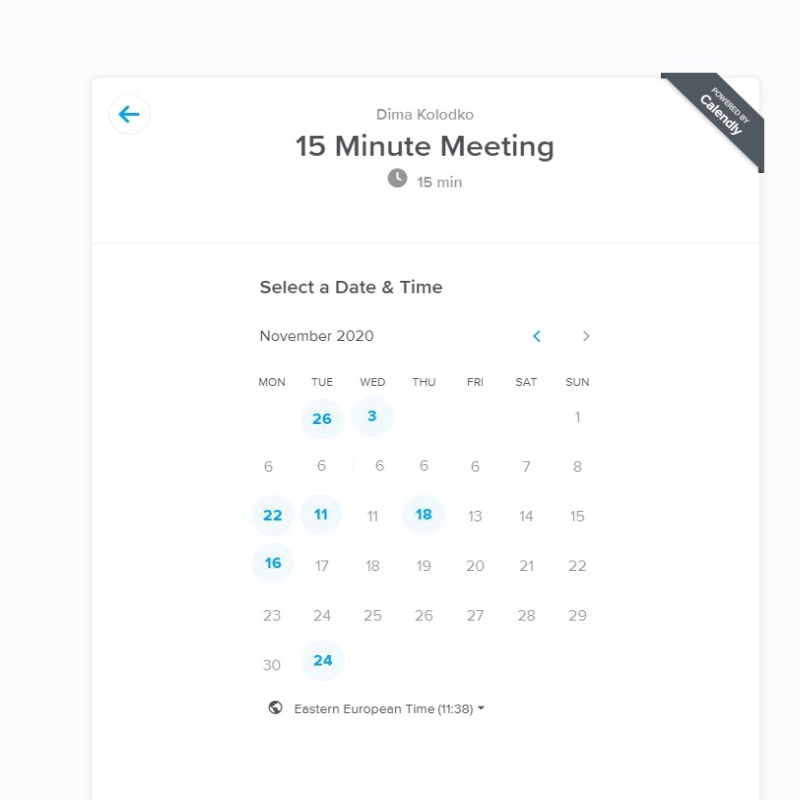 POWERED BY
Calendly
Dima Kolodko
15 Minute Meeting
15 min
Select a Date & Time
November 2020
MON TUE WED THU FRI SAT SUN
26 3 1
6 6 6 6 6 7 8
22 11 11 18 13 14 15
16 17 18 19 20 21 22
23 24 25 26 27 28 29
30 24
Eastern European Time (11:38)